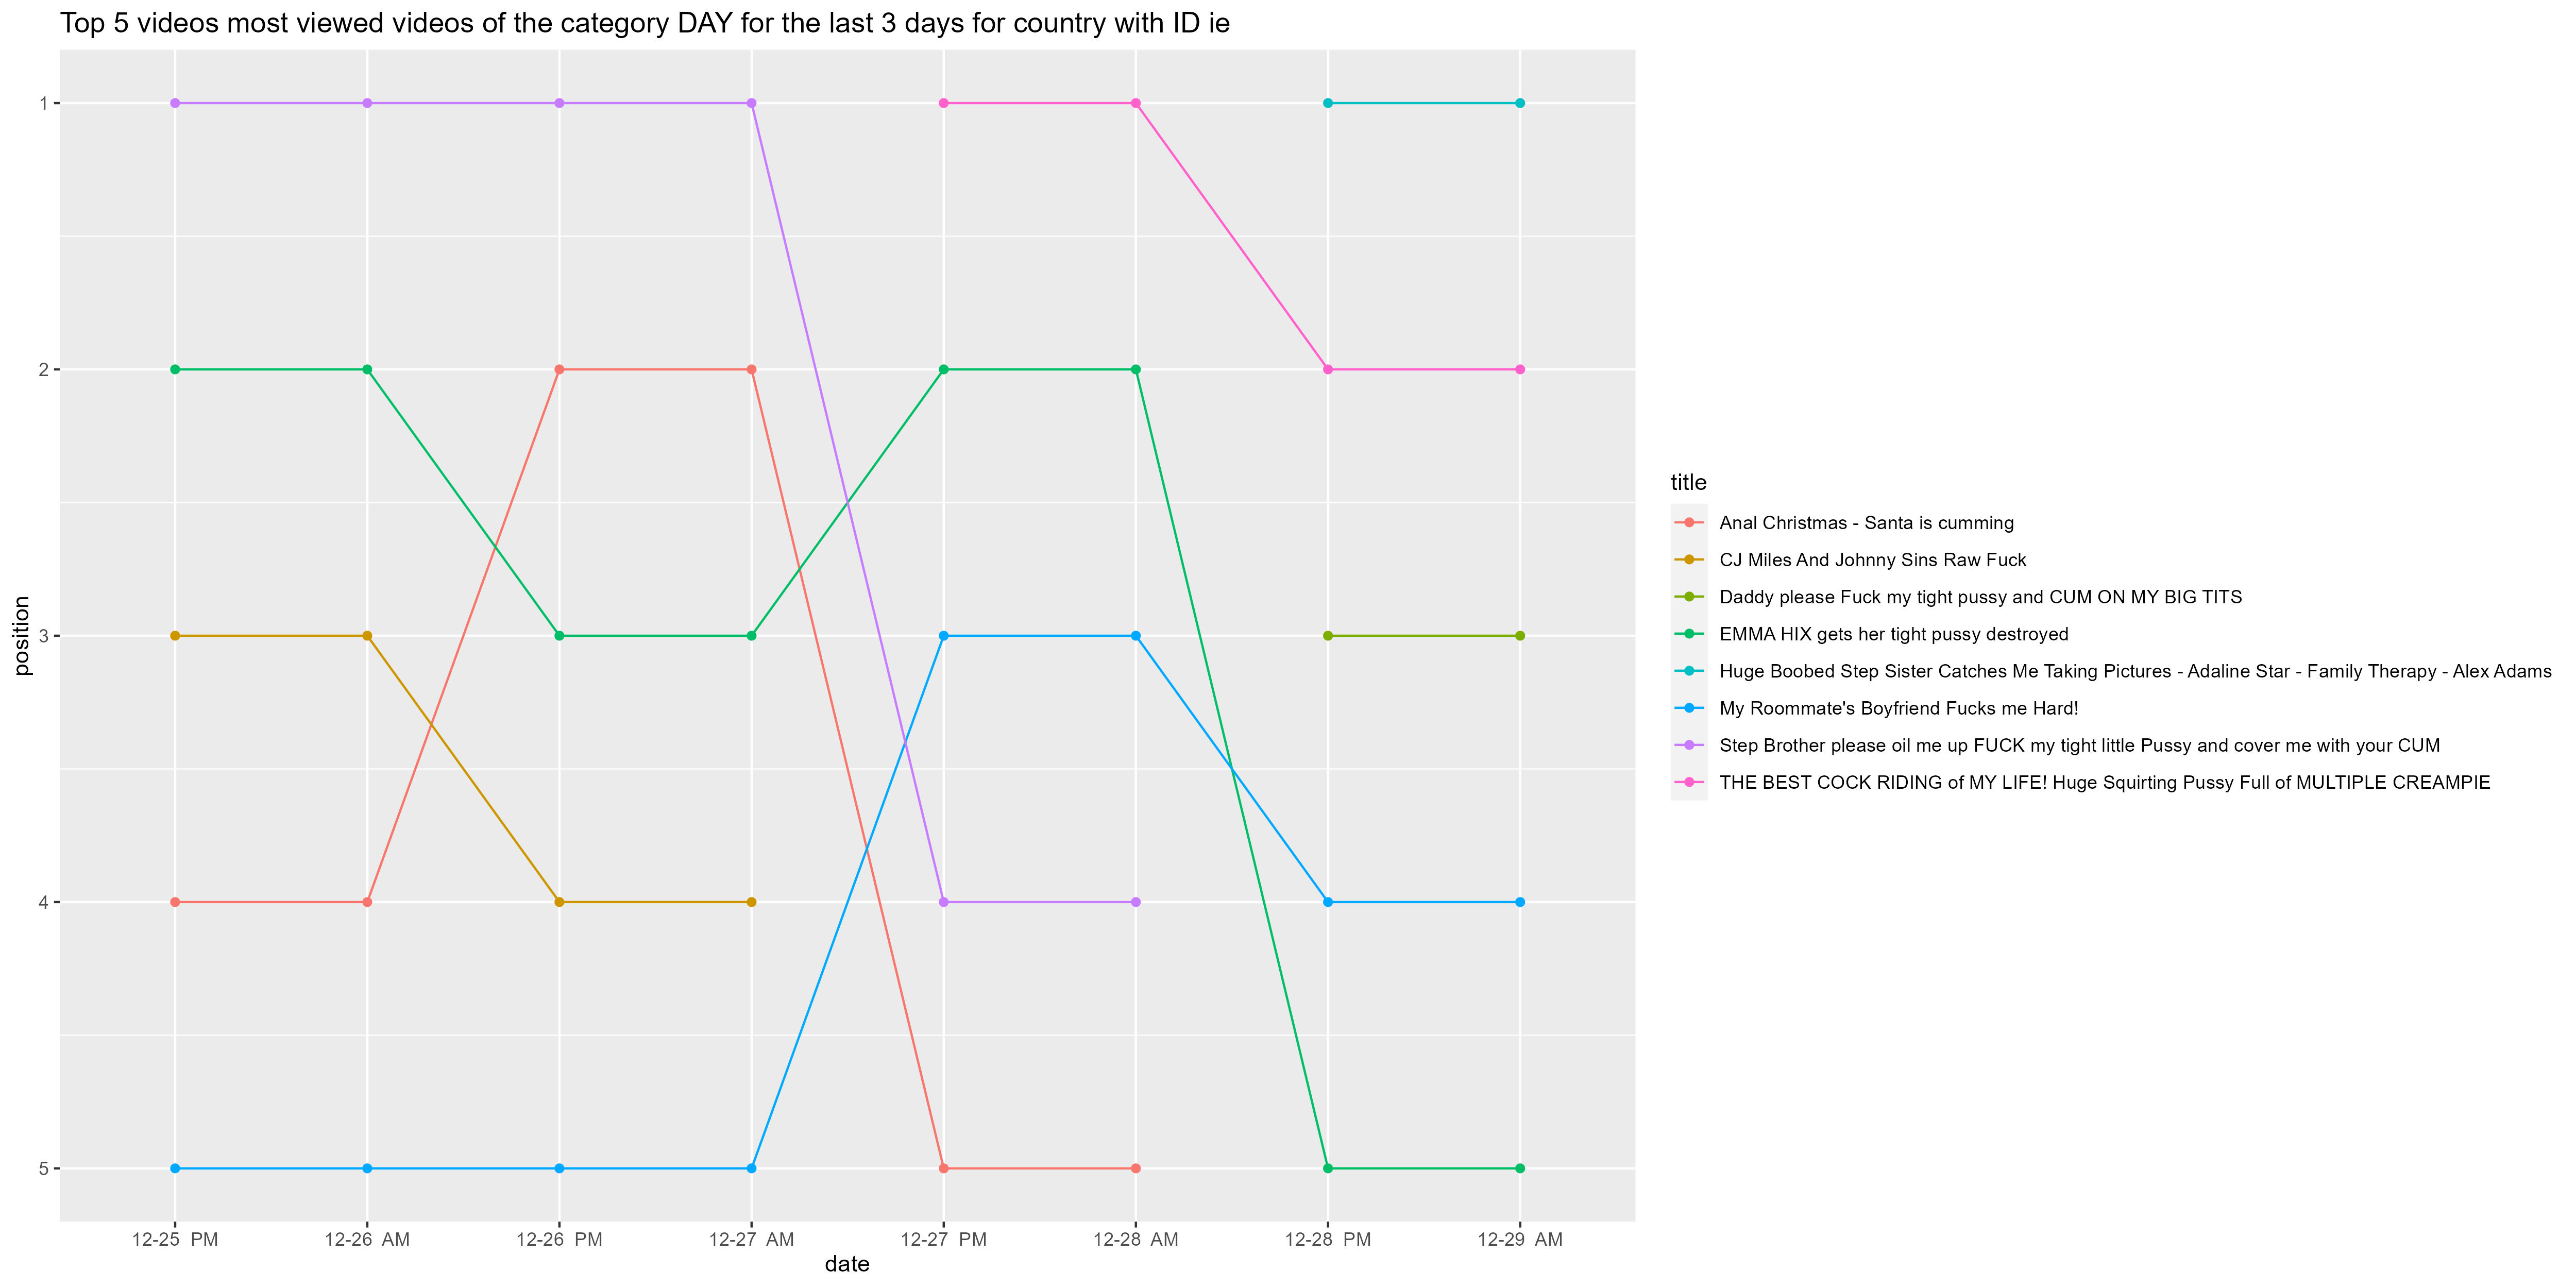 Top 5 videos most viewed videos of the category DAY for the last 3 days for country with ID ie
position
1
2
3
4
5
12-25 PM
12-26 AM
12-26 PM
12-27 AM
12-27 PM
12-28 AM
12-28 PM
12-29 AM
date
title
Anal Christmas - Santa is cumming
CJ Miles And Johnny Sins Raw Fuck
Daddy please Fuck my tight pussy and CUM ON MY BIG TITS
EMMA HIX gets her tight pussy destroyed
Huge Boobed Step Sister Catches Me Taking Pictures - Adaline Star - Family Therapy - Alex Adams
My Roommate's Boyfriend Fucks me Hard!
Step Brother please oil me up FUCK my tight little Pussy and cover me with your CUM
THE BEST COCK RIDING of MY LIFE! Huge Squirting Pussy Full of MULTIPLE CREAMPIE